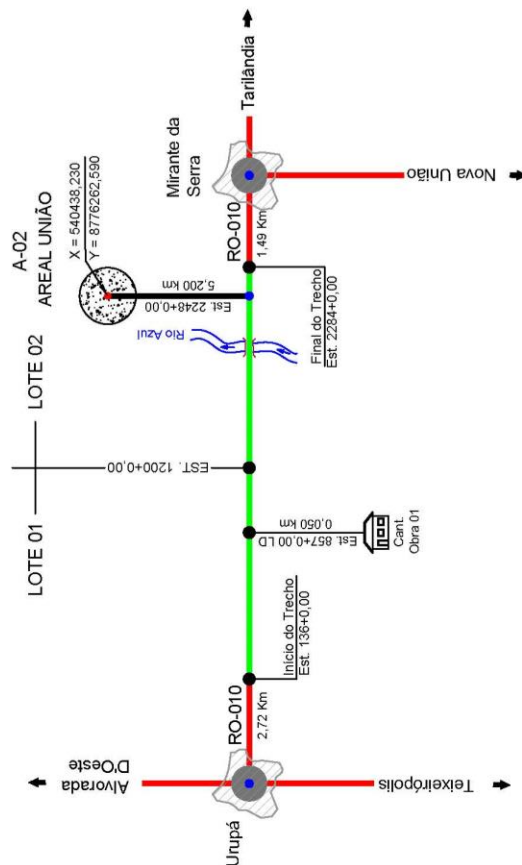 LOTE 01
LOTE 02
A-02
AREAL UNIÃO
X = 540438,230
Y = 8776262,590
EST. 1200+0,00
Est. 2248+0,00
5,200 km
Rio Azul
Alvorada
D'Oeste
Urupá
Teixeirópolis
RO-010
2,72 Km
Início do Trecho
Est. 136+0,00
Est. 857+0,00 LD
0,050 km
Cant.
Obra 01
Final do Trecho
Est. 2284+0,00
RO-010
1,49 Km
Mirante da
Serra
Tarilândia
Nova União